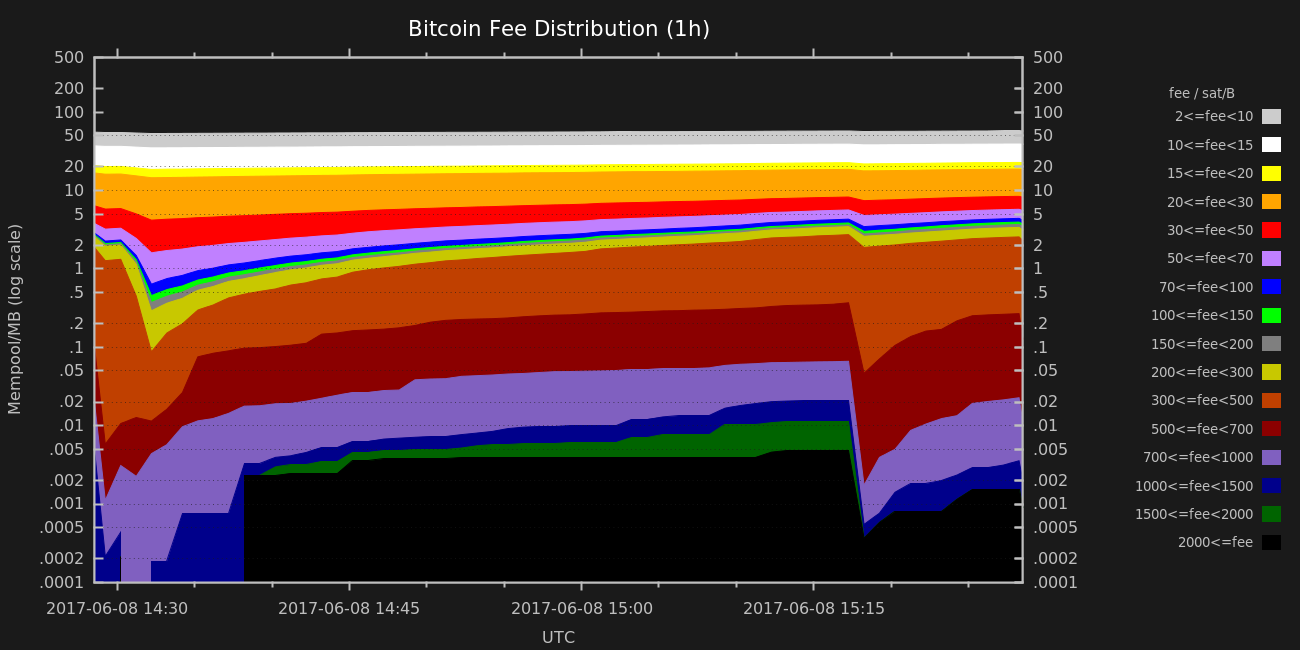 Bitcoin Fee Distribution (1h)
500 500
200 200
100 100
50 50
20 20
10 10
5 5
2 2
1 1
.5 .5
.2 .2
.1 .1
.05 .05
.02 .02
.01 .01
.005 .005
.002 .002
.001 .001
.0005 .0005
.0002 .0002
.0001 .0001
Mempool/MB (log scale)
2017-06-08 14:30 2017-06-08 14:45 2017-06-08 15:00 2017-06-08 15:15
UTC
fee / sat/B
2<=fee<10
10<=fee<15
15<=fee<20
20<=fee<30
30<=fee<50
50<=fee<70
70<=fee<100
100<=fee<150
150<=fee<200
200<=fee<300
300<=fee<500
500<=fee<700
700<=fee<1000
1000<=fee<1500
1500<=fee<2000
2000<=fee